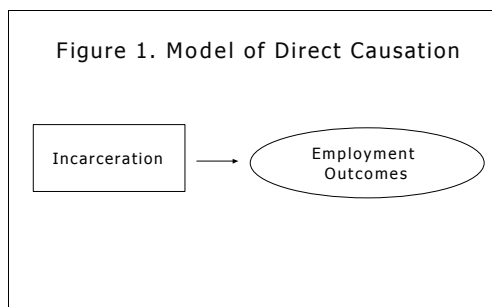 Figure 1. Model of Direct Causation
Incarceration
Employment
Outcomes